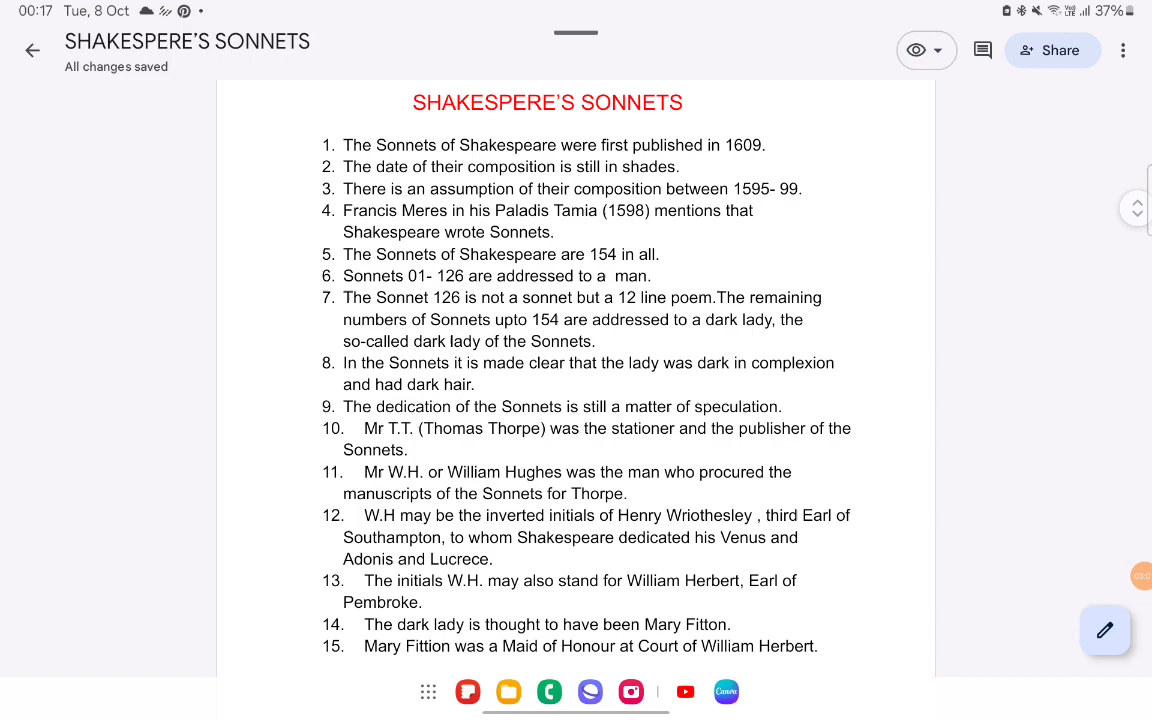 00:17 Tue, 8 Oct
37%
SHAKESPERE'S SONNETS
All changes saved
Share
SHAKESPERE'S SONNETS
1. The Sonnets of Shakespeare were first published in 1609.
2. The date of their composition is still in shades.
3. There is an assumption of their composition between 1595- 99.
4. Francis Meres in his Paladis Tamia (1598) mentions that
Shakespeare wrote Sonnets.
5. The Sonnets of Shakespeare are 154 in all.
6. Sonnets 01- 126 are addressed to a  man.
7. The Sonnet 126 is not a sonnet but a 12 line poem.The remaining
numbers of Sonnets upto 154 are addressed to a dark lady, the
so-called dark lady of the Sonnets.
8. In the Sonnets it is made clear that the lady was dark in complexion
and had dark hair.
9. The dedication of the Sonnets is still a matter of speculation.
10. Mr T.T. (Thomas Thorpe) was the stationer and the publisher of the
Sonnets.
11. Mr W.H. or William Hughes was the man who procured the
manuscripts of the Sonnets for Thorpe.
12. W.H may be the inverted initials of Henry Wriothesley , third Earl of
Southampton, to whom Shakespeare dedicated his Venus and
Adonis and Lucrece.
13. The initials W.H. may also stand for William Herbert, Earl of
Pembroke.
14. The dark lady is thought to have been Mary Fitton.
15. Mary Fittion was a Maid of Honour at Court of William Herbert.
Canva